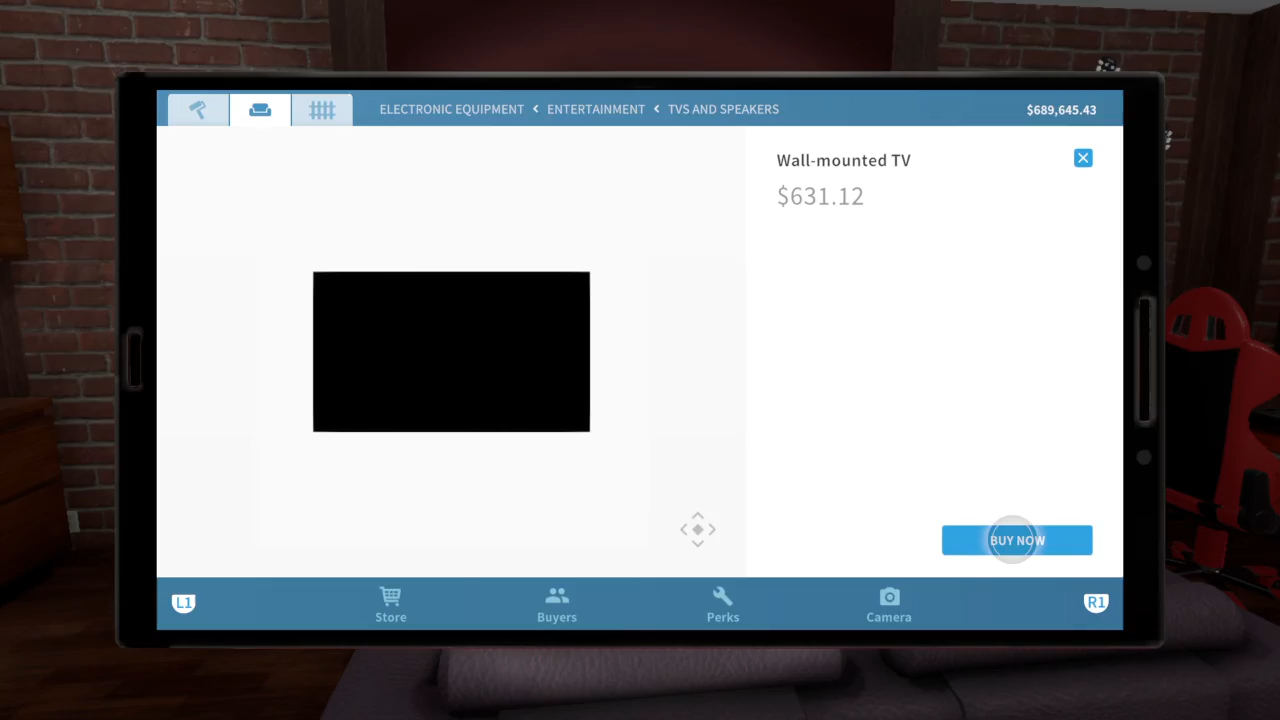 ELECTRONIC EQUIPMENT < ENTERTAINMENT < TVS AND SPEAKERS
$689,645.43
Wall-mounted TV
$631.12
BUY NOW
L1
Store
Buyers
Perks
Camera
R1